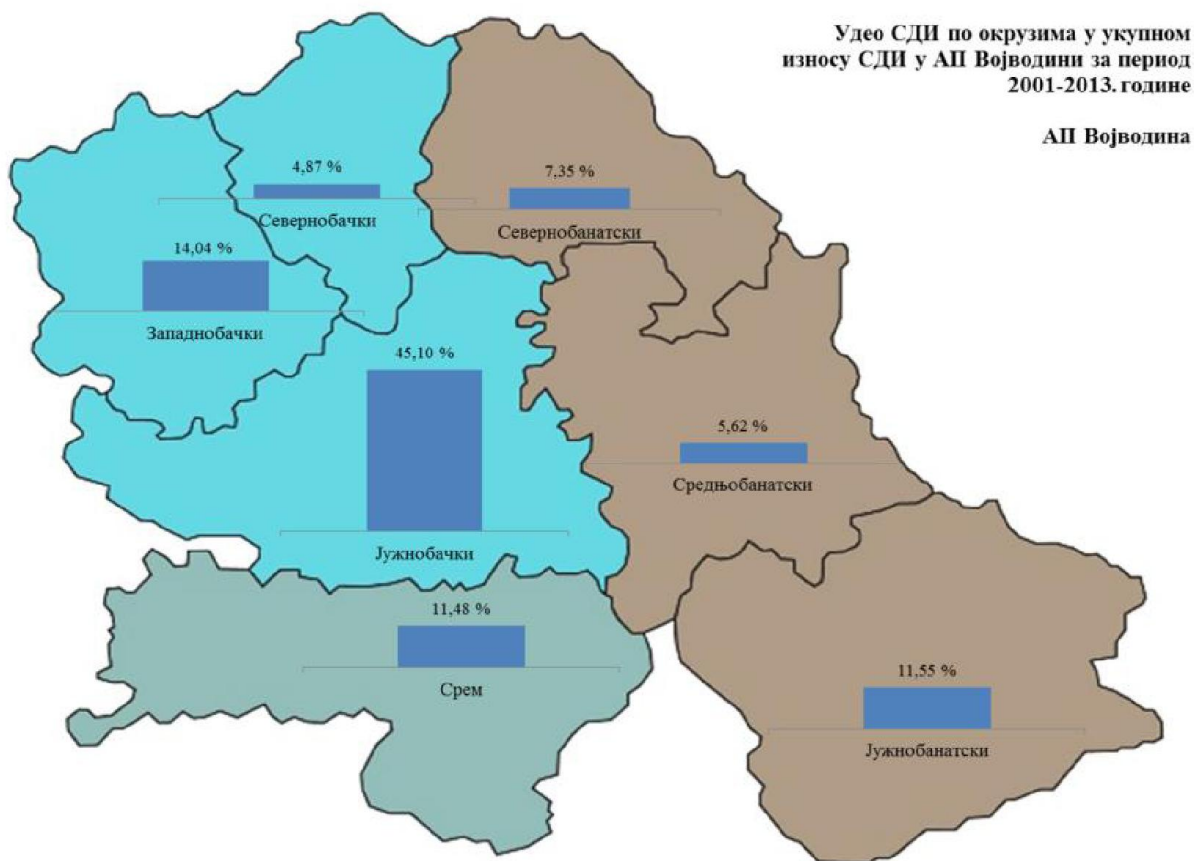 Удео СДИ по окрузима у укупном
износу СДИ у АП Војводини за период
2001-2013. године
АП Војводина
4,87 %
Севернобачки
7,35 %
Севернобанатски
14,04 %
Западнобачки
45,10 %
Јужнобачки
5,62 %
Средњобанатски
11,48 %
Срем
11,55 %
Јужнобанатски